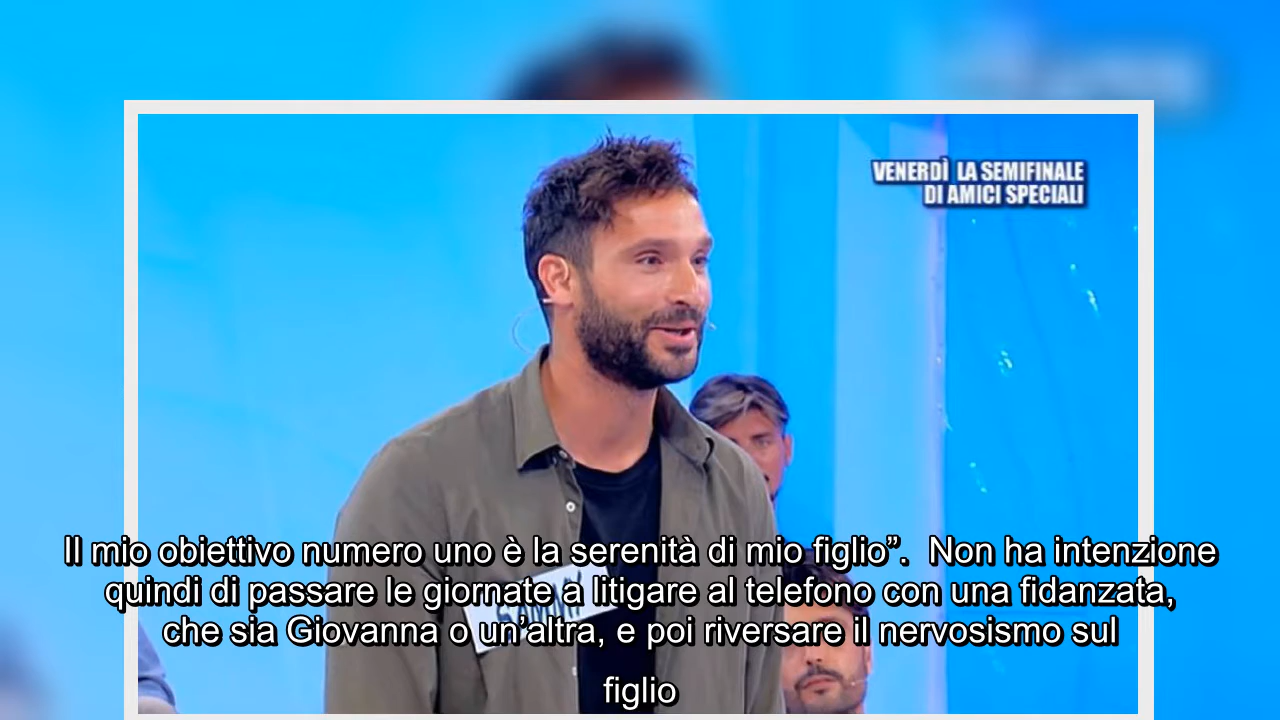 VENERDÌ LA SEMIFINALE
DI AMICI SPECIALI
Il mio obiettivo numero uno è la serenità di mio figlio”.  Non ha intenzione
quindi di passare le giornate a litigare al telefono con una fidanzata,
che sia Giovanna o un’altra, e poi riversare il nervosismo sul
figlio